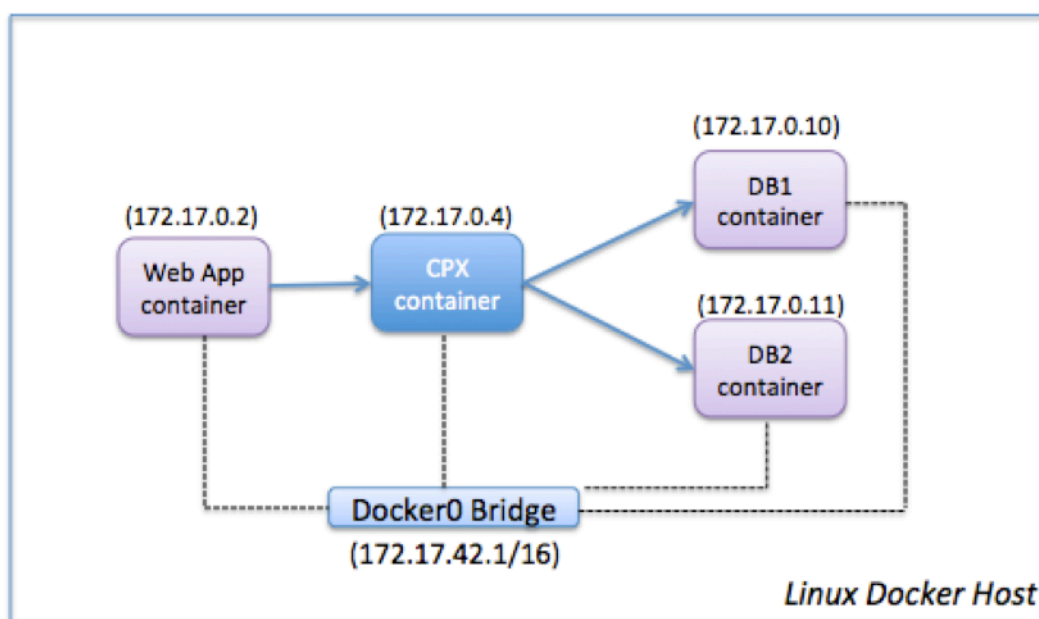 (172.17.0.10)
DB1
container
(172.17.0.2)
Web App
container
(172.17.0.4)
CPX
container
(172.17.0.11)
DB2
container
Docker0 Bridge
(172.17.42.1/16)
Linux Docker Host